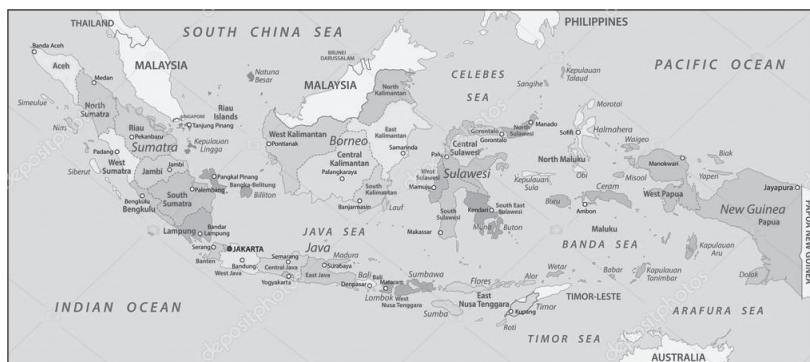 THAILAND
SOUTH CHINA SEA
PHILIPPINES
Banda Aceh
BRUNEI
DARUSSALAM
MALAYSIA
MALAYSIA
Aceh
Medan
Natuna
Besar
CELEBES
SEA
Sangihe
Kepulauan
Talaud
PACIFIC OCEAN
Simeulue
North
Sumatra
North
Kalimantan
Morotai
Nias
SINGAPORE
Riau
Islands
Tanjung Pinang
Riau
Pekanbaru
Sumatra
Kepulauan
Lingga
West Kalimantan
Pontianak
Borneo
East
Kalimantan
Samarinda
Gorontalo
Gorontalo
North
Sulawesi
Manado
Sofifi
Halmahera
Waigeo
Padang
West
Sumatra
Siberut
Jambi
Jambi
Central
Kalimantan
Palangkaraya
Palu
Central
Sulawesi
Sulawesi
North Maluku
Obi
Manokwari
Biak
Yapen
Misool
Pangkal Pinang
Bangka-Belitung
Biliton
South
Sumatra
Palembang
South
Kalimantan
Banjarmasin
Laut
West
Sulawesi
Mamuju
Kepulauan
Sula
Buru
Ceram
West Papua
Jayapura
Bengkulu
Bengkulu
Lampung
Bandar
Lampung
South
Sulawesi
Makassar
Kendari
South East
Sulawesi
Muna
Buton
Ambon
Maluku
New Guinea
Papua
PAPUA NEW GUINEA
JAVA SEA
BANDA SEA
Serang
Banten
JAKARTA
Bandung
West Java
Java
Semarang
Central Java
Yogyakarta
Madura
Surabaya
East Java
Bali
Bali
Denpasar
Mataram
Lombok
West
Nusa Tenggara
Sumbawa
Flores
Alor
Wetar
Babar
Kepulauan
Tanimbar
Kepulauan
Aru
Dolok
INDIAN OCEAN
Sumba
East
Nusa Tenggara
Kupang
Roti
Timor
TIMOR-LESTE
ARAFURA SEA
TIMOR SEA
AUSTRALIA
depositphotos